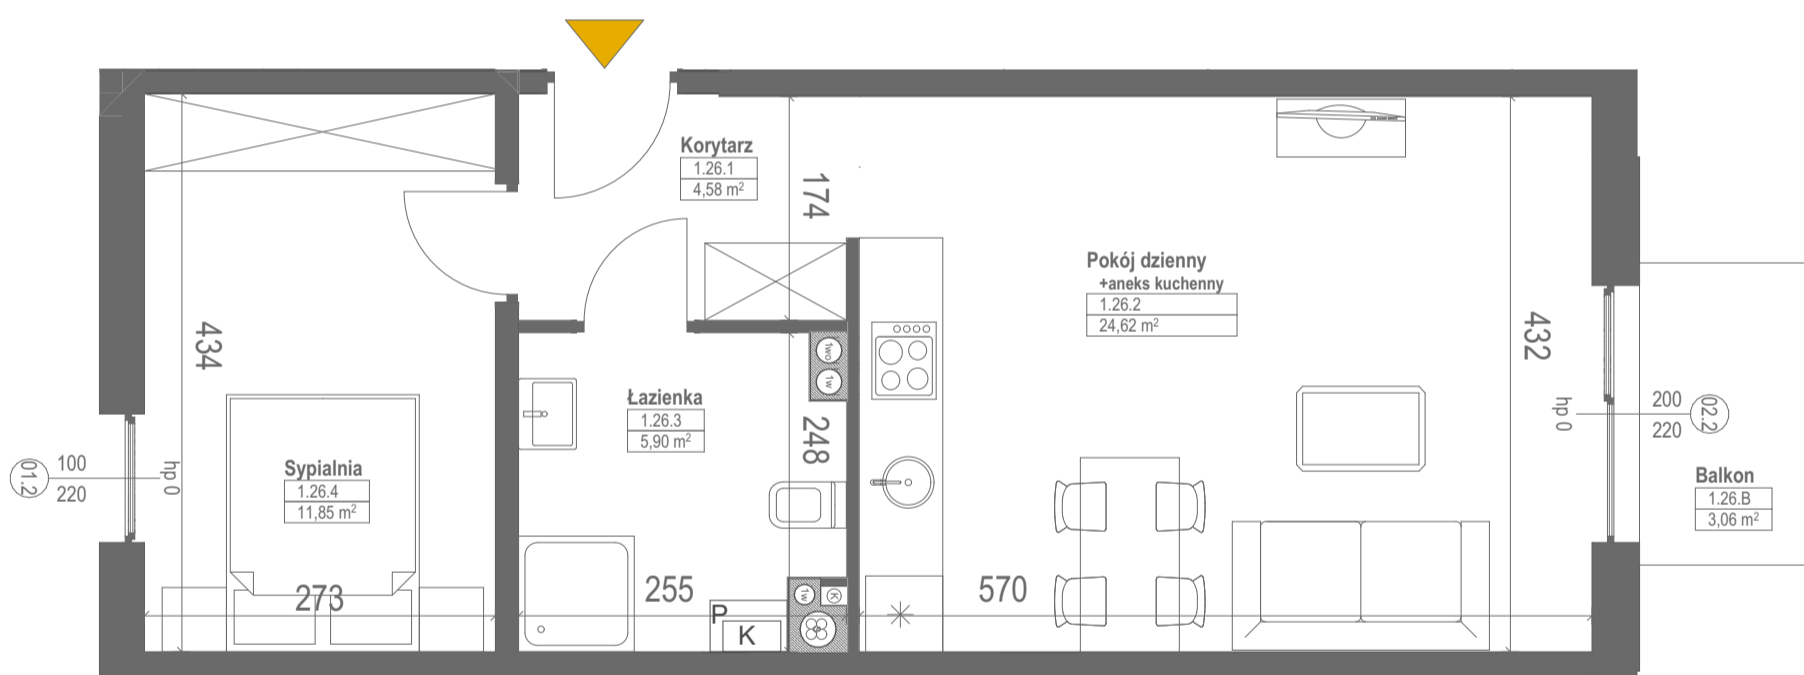 Korytarz
1.26.1
4,58 m²
174
Pokój dzienny
+aneks kuchenny
1.26.2
24,62 m²
434
432
1wo
1w
Łazienka
1.26.3
5,90 m²
248
hp 0
200
220
02.2
01.2
100
220
hp 0
Sypialnia
1.26.4
11,85 m²
Balkon
1.26.B
3,06 m²
273
255
570
1w
K
P
K